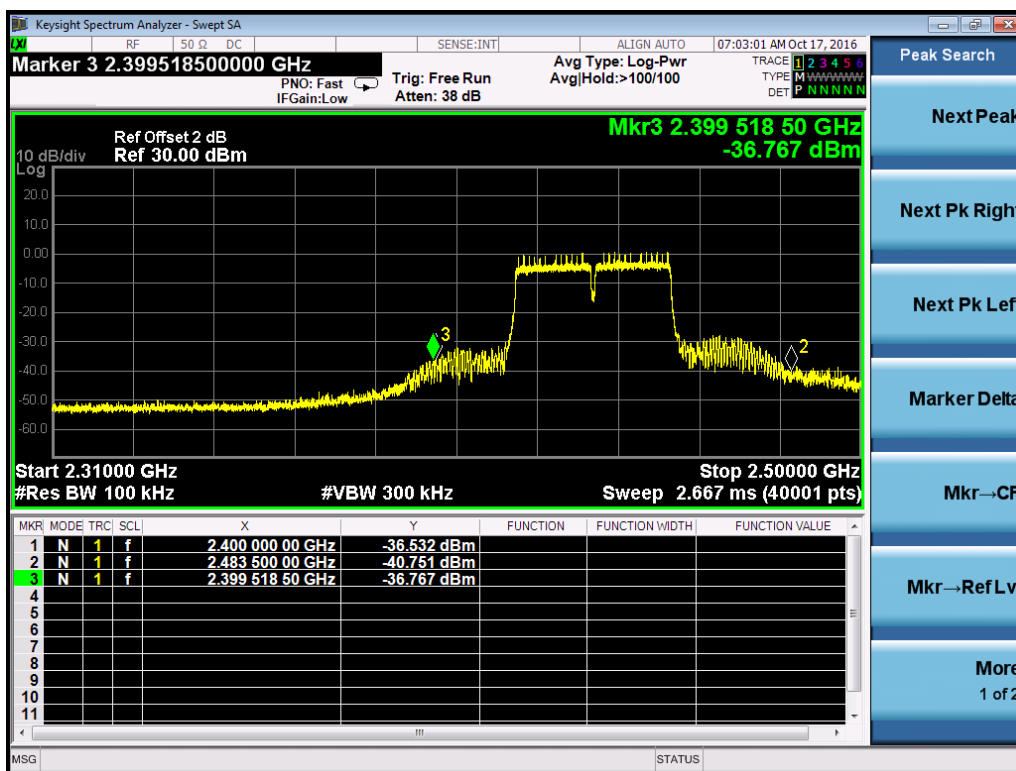 Keysight Spectrum Analyzer - Swept SA
LXI RF 50 Ω DC SENSE:INT ALIGN AUTO 07:03:01 AM Oct 17, 2016
Marker 3 2.399518500000 GHz
PNO: Fast
IFGain:Low
Trig: Free Run
Atten: 38 dB
Avg Type: Log-Pwr
Avg|Hold:>100/100
TRACE 1 2 3 4 5 6
TYPE M WWWWW
DET P N N N N N
Mkr3 2.399 518 50 GHz
-36.767 dBm
Ref Offset 2 dB
10 dB/div Ref 30.00 dBm
Log
20.0
10.0
0.00
-10.0
-20.0
-30.0
-40.0
-50.0
-60.0
3
2
Start 2.31000 GHz Stop 2.50000 GHz
#Res BW 100 kHz #VBW 300 kHz Sweep 2.667 ms (40001 pts)
MKR MODE TRC SCL X Y FUNCTION FUNCTION WIDTH FUNCTION VALUE
1 N 1 f 2.400 000 00 GHz -36.532 dBm
2 N 1 f 2.483 500 00 GHz -40.751 dBm
3 N 1 f 2.399 518 50 GHz -36.767 dBm
4
5
6
7
8
9
10
11
MSG STATUS
Peak Search
Next Peak
Next Pk Right
Next Pk Left
Marker Delta
Mkr→CF
Mkr→Ref Lv
More
1 of 2